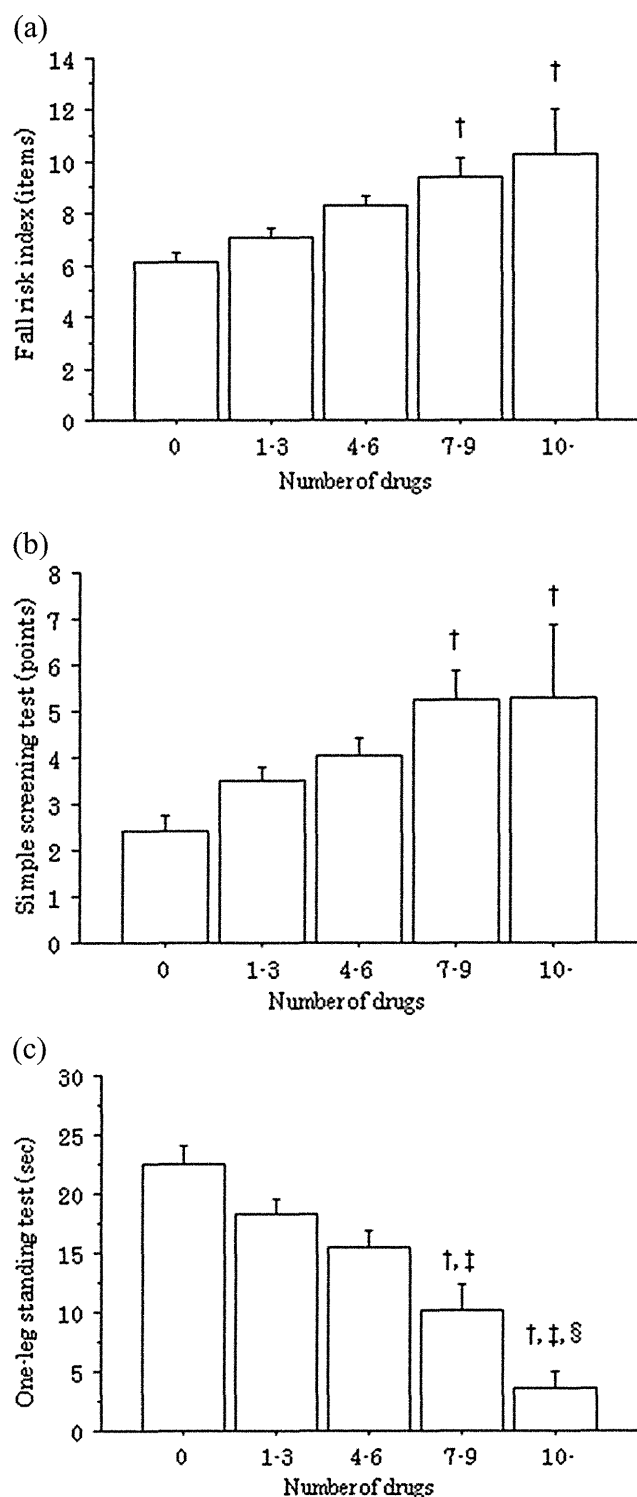 (a)
14
12
10
8
6
4
2
0
Fall risk index (items)
†
†
0 1-3 4-6 7-9 10-
Number of drugs
(b)
8
7
6
5
4
3
2
1
0
Simple screening test (points)
†
†
0 1-3 4-6 7-9 10-
Number of drugs
(c)
30
25
20
15
10
5
0
One-leg standing test (sec)
†, ‡
†, ‡, §
0 1-3 4-6 7-9 10-
Number of drugs